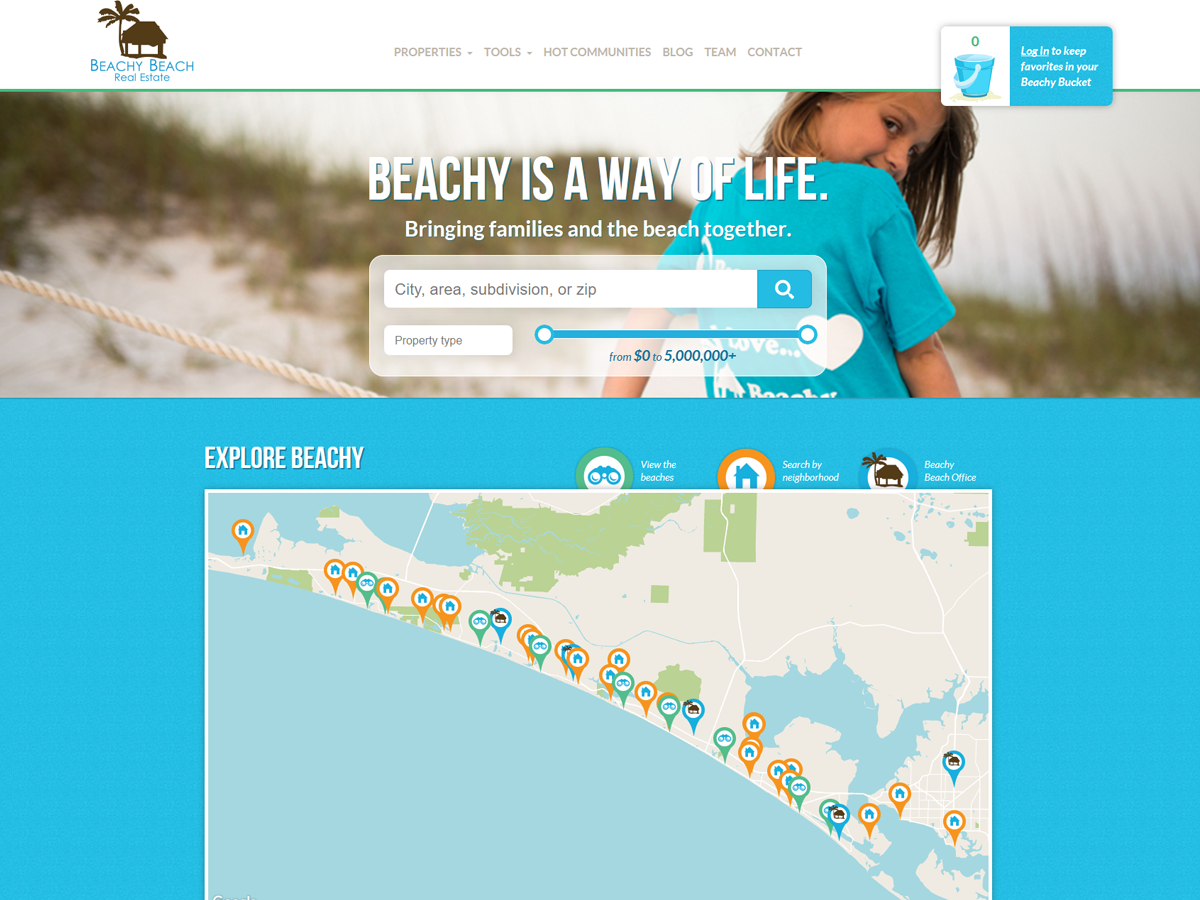 BEACHY BEACH
Real Estate
PROPERTIES
TOOLS
HOT COMMUNITIES
BLOG
TEAM
CONTACT
0
Log In to keep
favorites in your
Beachy Bucket
BEACHY IS A WAY OF LIFE.
Bringing families and the beach together.
City, area, subdivision, or zip
Property type
from $0 to 5,000,000+
Love...
Beachy
EXPLORE BEACHY
View the
beaches
Search by
neighborhood
Beachy
Beach Office